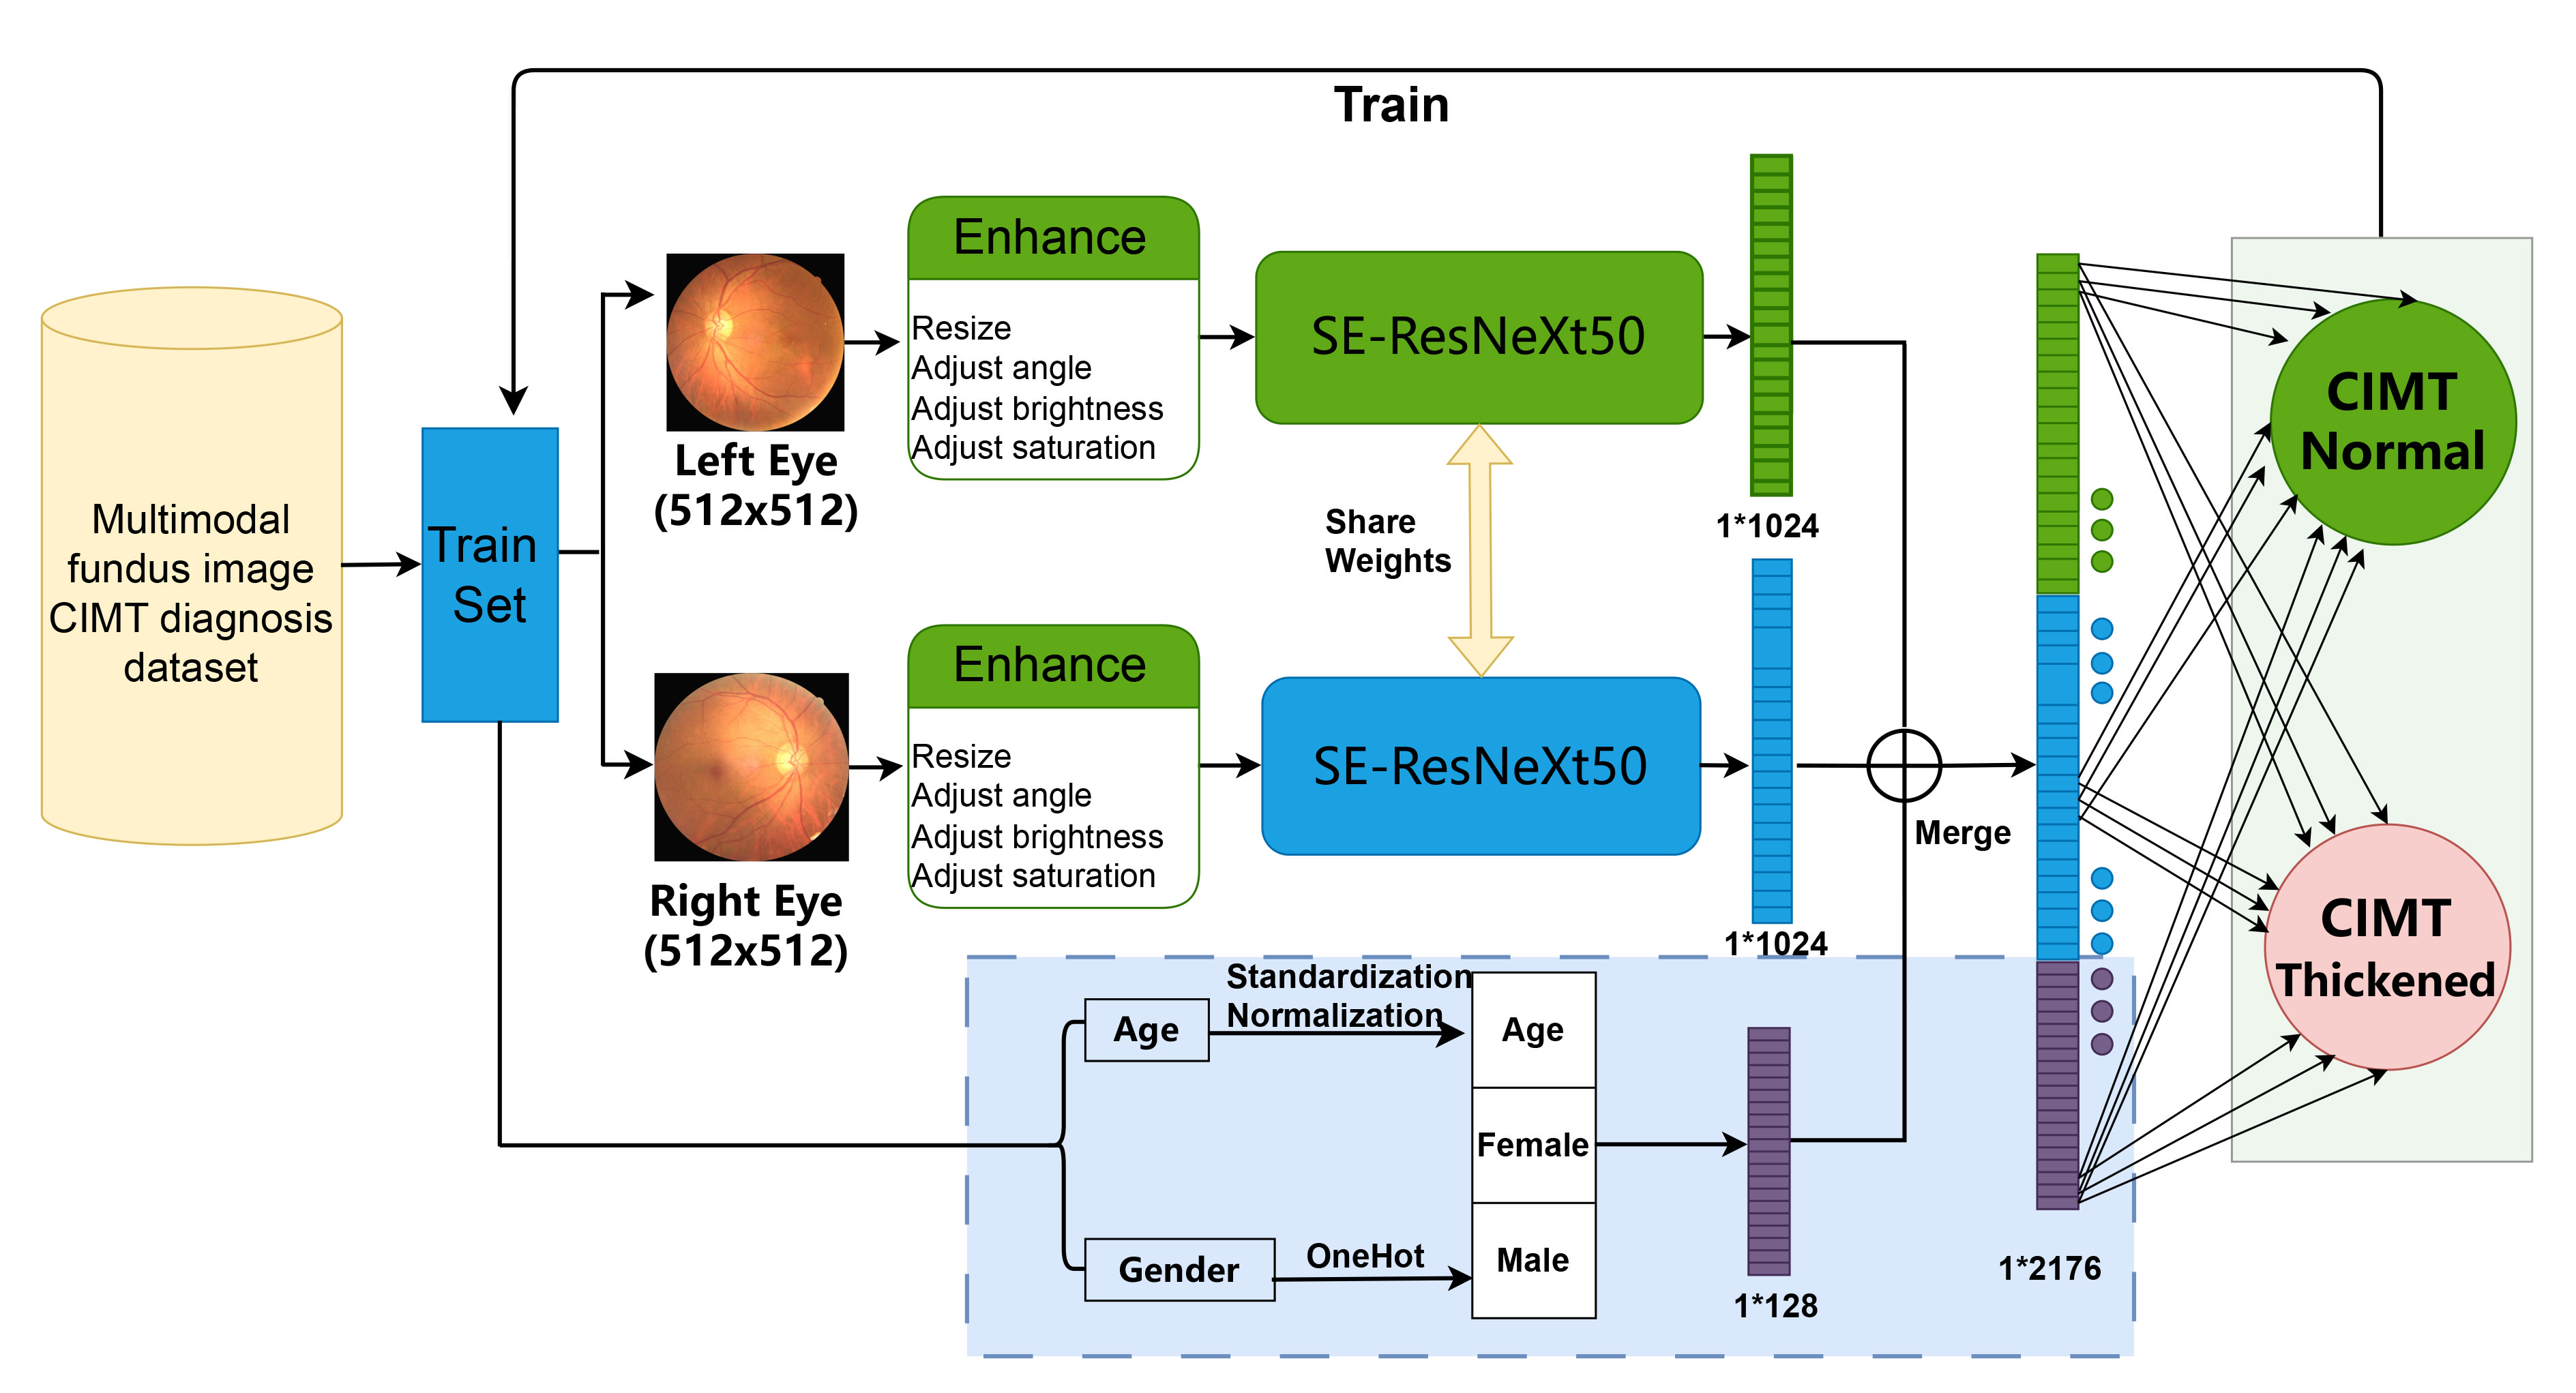 Train
Multimodal
fundus image
CIMT diagnosis
dataset
Train
Set
Left Eye
(512x512)
Enhance
Resize
Adjust angle
Adjust brightness
Adjust saturation
SE-ResNeXt50
1*1024
Share
Weights
Right Eye
(512x512)
Enhance
Resize
Adjust angle
Adjust brightness
Adjust saturation
SE-ResNeXt50
1*1024
Merge
Age
Standardization
Normalization
Gender
OneHot
Age
Female
Male
1*128
1*2176
CIMT
Normal
CIMT
Thickened